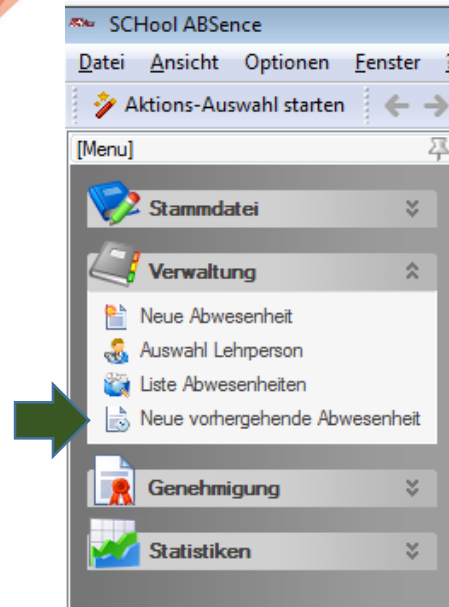 SCHool ABSence
Datei Ansicht Optionen Fenster ?
Aktions-Auswahl starten
[Menu]
Stammdatei
Verwaltung
Neue Abwesenheit
Auswahl Lehrperson
Liste Abwesenheiten
Neue vorhergehende Abwesenheit
Genehmigung
Statistiken